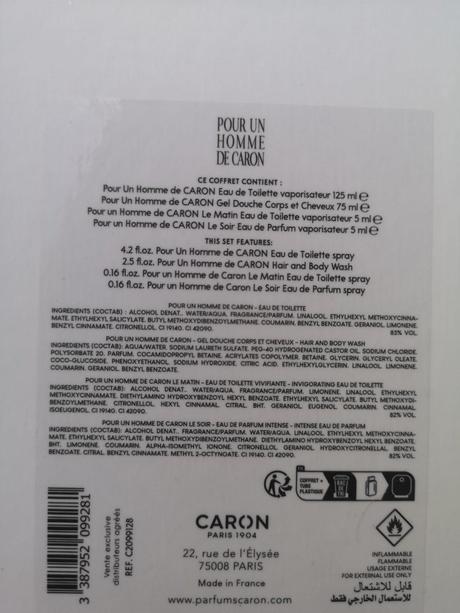 POUR UN
HOMME
DE CARON
CE COFFRET CONTIENT :
Pour Un Homme de CARON Eau de Toilette vaporisateur 125 ml ℮
Pour Un Homme de CARON Gel Douche Corps et Cheveux 75 ml ℮
Pour Un Homme de CARON Le Matin Eau de Toilette vaporisateur 5 ml ℮
Pour Un Homme de CARON Le Soir Eau de Parfum vaporisateur 5 ml ℮
THIS SET FEATURES:
4.2 fl.oz. Pour Un Homme de CARON Eau de Toilette spray
2.5 fl.oz. Pour Un Homme de CARON Hair and Body Wash
0.16 fl.oz. Pour Un Homme de Caron Le Matin Eau de Toilette spray
0.16 fl.oz. Pour Un Homme de Caron Le Soir Eau de Parfum spray
POUR UN HOMME DE CARON - EAU DE TOILETTE
INGREDIENTS (COCTAB) : ALCOHOL DENAT., WATER/AQUA, FRAGRANCE/PARFUM, LINALOOL, ETHYLHEXYL METHOXYCINNA-
MATE, ETHYLHEXYL SALICYLATE, BUTYL METHOXYDIBENZOYLMETHANE, COUMARIN, BENZYL BENZOATE, GERANIOL, LIMONENE,
BENZYL CINNAMATE, CITRONELLOL, CI 19140, CI 42090.
83% VOL
POUR UN HOMME DE CARON - GEL DOUCHE CORPS ET CHEVEUX - HAIR AND BODY WASH
INGREDIENTS (COCTAB) : AQUA/WATER, SODIUM LAURETH SULFATE, PEG-40 HYDROGENATED CASTOR OIL, SODIUM CHLORIDE,
POLYSORBATE 20, PARFUM, COCAMIDOPROPYL BETAINE, ACRYLATES COPOLYMER, BETAINE, GLYCERIN, GLYCERYL OLEATE,
COCO-GLUCOSIDE, PHENOXYETHANOL, SODIUM HYDROXIDE, CITRIC ACID, ETHYLHEXYLGLYCERIN, LINALOOL, LIMONENE,
COUMARIN, GERANIOL, BENZYL BENZOATE.
POUR UN HOMME DE CARON LE MATIN - EAU DE TOILETTE VIVIFIANTE - INVIGORATING EAU DE TOILETTE
INGREDIENTS (COCTAB) : ALCOHOL DENAT., WATER/AQUA, FRAGRANCE/PARFUM, LIMONENE, LINALOOL, ETHYLHEXYL
METHOXYCINNAMATE, DIETHYLAMINO HYDROXYBENZOYL HEXYL BENZOATE, ETHYLHEXYL SALICYLATE, BUTYL METHOXYDI-
BENZOYLMETHANE, CITRONELLOL, HEXYL CINNAMAL, CITRAL, BHT, GERANIOL, EUGENOL, COUMARIN, CINNAMAL,
ISOEUGENOL, CI 19140, CI 42090.
82% VOL
POUR UN HOMME DE CARON LE SOIR - EAU DE PARFUM INTENSE - INTENSE EAU DE PARFUM
INGREDIENTS (COCTAB) : ALCOHOL DENAT., FRAGRANCE/PARFUM, WATER/AQUA, LINALOOL, ETHYLHEXYL METHOXYCINNA-
MATE, ETHYLHEXYL SALICYLATE, BUTYL METHOXYDIBENZOYLMETHANE, DIETHYLAMINO HYDROXYBENZOYL HEXYL BENZOATE,
BHT, LIMONENE, COUMARIN, ALPHA-ISOMETHYL IONONE, CITRONELLOL, GERANIOL, HYDROXYCITRONELLAL, BENZYL
BENZOATE, CITRAL, BENZYL CINNAMATE, METHYL 2-OCTYNOATE, CI 19140, CI 42090.
82% VOL
COFFRET +
TUBE
PLASTIQUE
BAC
DE
TRI
3 387952 099281
Vente exclusive
distributeurs agréés
REF. C2099128
CARON
PARIS 1904
22, rue de l'Élysée
75008 PARIS
Made in France
www.parfumscaron.com
INFLAMMABLE
FLAMMABLE
USAGE EXTERNE
FOR EXTERNAL USE ONLY
قابل للاشتعال
للاستعمال الخارجي فقط